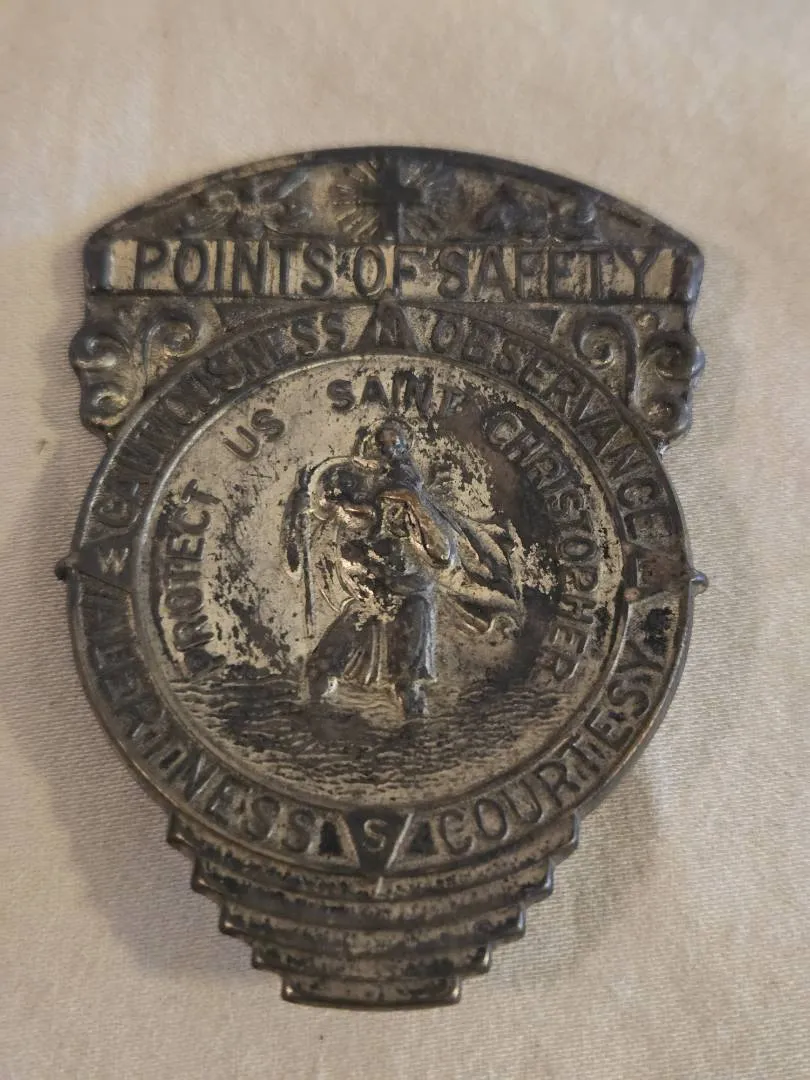 POINTS OF SAFETY
CAUTIOUSNESS N OBSERVANCE
W E
ALERTNESS S COURTESY
PROTECT US SAINT CHRISTOPHER